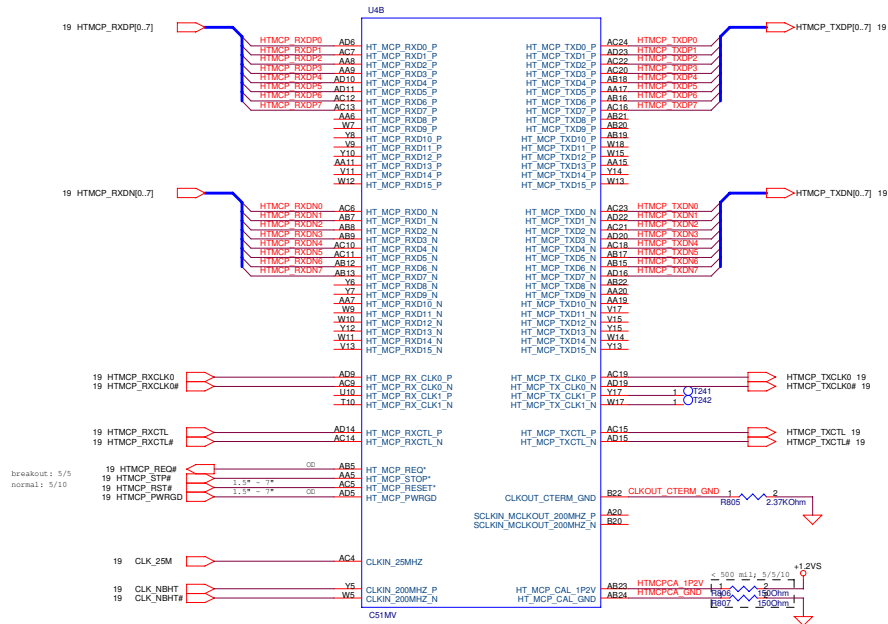 U4B
19 HTMCP_RXDP[0..7]
HTMCP_TXDP[0..7] 19
HTMCP_RXDP0 AD6 HT_MCP_RXD0_P HT_MCP_TXD0_P AC24 HTMCP_TXDP0
HTMCP_RXDP1 AC7 HT_MCP_RXD1_P HT_MCP_TXD1_P AD23 HTMCP_TXDP1
HTMCP_RXDP2 AA8 HT_MCP_RXD2_P HT_MCP_TXD2_P AC22 HTMCP_TXDP2
HTMCP_RXDP3 AA9 HT_MCP_RXD3_P HT_MCP_TXD3_P AC20 HTMCP_TXDP3
HTMCP_RXDP4 AD10 HT_MCP_RXD4_P HT_MCP_TXD4_P AB18 HTMCP_TXDP4
HTMCP_RXDP5 AD11 HT_MCP_RXD5_P HT_MCP_TXD5_P AA17 HTMCP_TXDP5
HTMCP_RXDP6 AC12 HT_MCP_RXD6_P HT_MCP_TXD6_P AB16 HTMCP_TXDP6
HTMCP_RXDP7 AC13 HT_MCP_RXD7_P HT_MCP_TXD7_P AC16 HTMCP_TXDP7
AA6 HT_MCP_RXD8_P HT_MCP_TXD8_P AB21
W7 HT_MCP_RXD9_P HT_MCP_TXD9_P AB20
Y8 HT_MCP_RXD10_P HT_MCP_TXD10_P AB19
V9 HT_MCP_RXD11_P HT_MCP_TXD11_P W18
Y10 HT_MCP_RXD12_P HT_MCP_TXD12_P W15
AA11 HT_MCP_RXD13_P HT_MCP_TXD13_P AA15
V11 HT_MCP_RXD14_P HT_MCP_TXD14_P Y14
W12 HT_MCP_RXD15_P HT_MCP_TXD15_P W13
19 HTMCP_RXDN[0..7]
HTMCP_TXDN[0..7] 19
HTMCP_RXDN0 AC6 HT_MCP_RXD0_N HT_MCP_TXD0_N AC23 HTMCP_TXDN0
HTMCP_RXDN1 AB7 HT_MCP_RXD1_N HT_MCP_TXD1_N AD22 HTMCP_TXDN1
HTMCP_RXDN2 AB8 HT_MCP_RXD2_N HT_MCP_TXD2_N AC21 HTMCP_TXDN2
HTMCP_RXDN3 AB9 HT_MCP_RXD3_N HT_MCP_TXD3_N AD20 HTMCP_TXDN3
HTMCP_RXDN4 AC10 HT_MCP_RXD4_N HT_MCP_TXD4_N AC18 HTMCP_TXDN4
HTMCP_RXDN5 AC11 HT_MCP_RXD5_N HT_MCP_TXD5_N AB17 HTMCP_TXDN5
HTMCP_RXDN6 AB12 HT_MCP_RXD6_N HT_MCP_TXD6_N AB15 HTMCP_TXDN6
HTMCP_RXDN7 AB13 HT_MCP_RXD7_N HT_MCP_TXD7_N AD16 HTMCP_TXDN7
Y6 HT_MCP_RXD8_N HT_MCP_TXD8_N AB22
Y7 HT_MCP_RXD9_N HT_MCP_TXD9_N AA20
AA7 HT_MCP_RXD10_N HT_MCP_TXD10_N AA19
W9 HT_MCP_RXD11_N HT_MCP_TXD11_N V17
W10 HT_MCP_RXD12_N HT_MCP_TXD12_N V15
Y12 HT_MCP_RXD13_N HT_MCP_TXD13_N Y15
W11 HT_MCP_RXD14_N HT_MCP_TXD14_N W14
V13 HT_MCP_RXD15_N HT_MCP_TXD15_N Y13
19 HTMCP_RXCLK0 AD9 HT_MCP_RX_CLK0_P HT_MCP_TX_CLK0_P AC19 HTMCP_TXCLK0 19
19 HTMCP_RXCLK0# AC9 HT_MCP_RX_CLK0_N HT_MCP_TX_CLK0_N AD19 HTMCP_TXCLK0# 19
U10 HT_MCP_RX_CLK1_P HT_MCP_TX_CLK1_P Y17 1 T241
T10 HT_MCP_RX_CLK1_N HT_MCP_TX_CLK1_N W17 1 T242
19 HTMCP_RXCTL AD14 HT_MCP_RXCTL_P HT_MCP_TXCTL_P AC15 HTMCP_TXCTL 19
19 HTMCP_RXCTL# AC14 HT_MCP_RXCTL_N HT_MCP_TXCTL_N AD15 HTMCP_TXCTL# 19
breakout: 5/5
normal: 5/10
19 HTMCP_REQ# OD AB5 HT_MCP_REQ*
19 HTMCP_STP# AA5 HT_MCP_STOP*
19 HTMCP_RST# 1.5" - 7" AC5 HT_MCP_RESET*
19 HTMCP_PWRGD 1.5" - 7" OD AD5 HT_MCP_PWRGD
CLKOUT_CTERM_GND B22 CLKOUT_CTERM_GND 1 2
R805 2.37KOhm
SCLKIN_MCLKOUT_200MHZ_P A20
SCLKIN_MCLKOUT_200MHZ_N B20
19 CLK_25M AC4 CLKIN_25MHZ
+1.2VS
< 500 mil; 5/5/10
19 CLK_NBHT Y5 CLKIN_200MHZ_P HT_MCP_CAL_1P2V AB23 HTMCPCA_1P2V 1 2
R806 150Ohm
19 CLK_NBHT# W5 CLKIN_200MHZ_N HT_MCP_CAL_GND AB24 HTMCPCA_GND 1 2
R807 150Ohm
C51MV